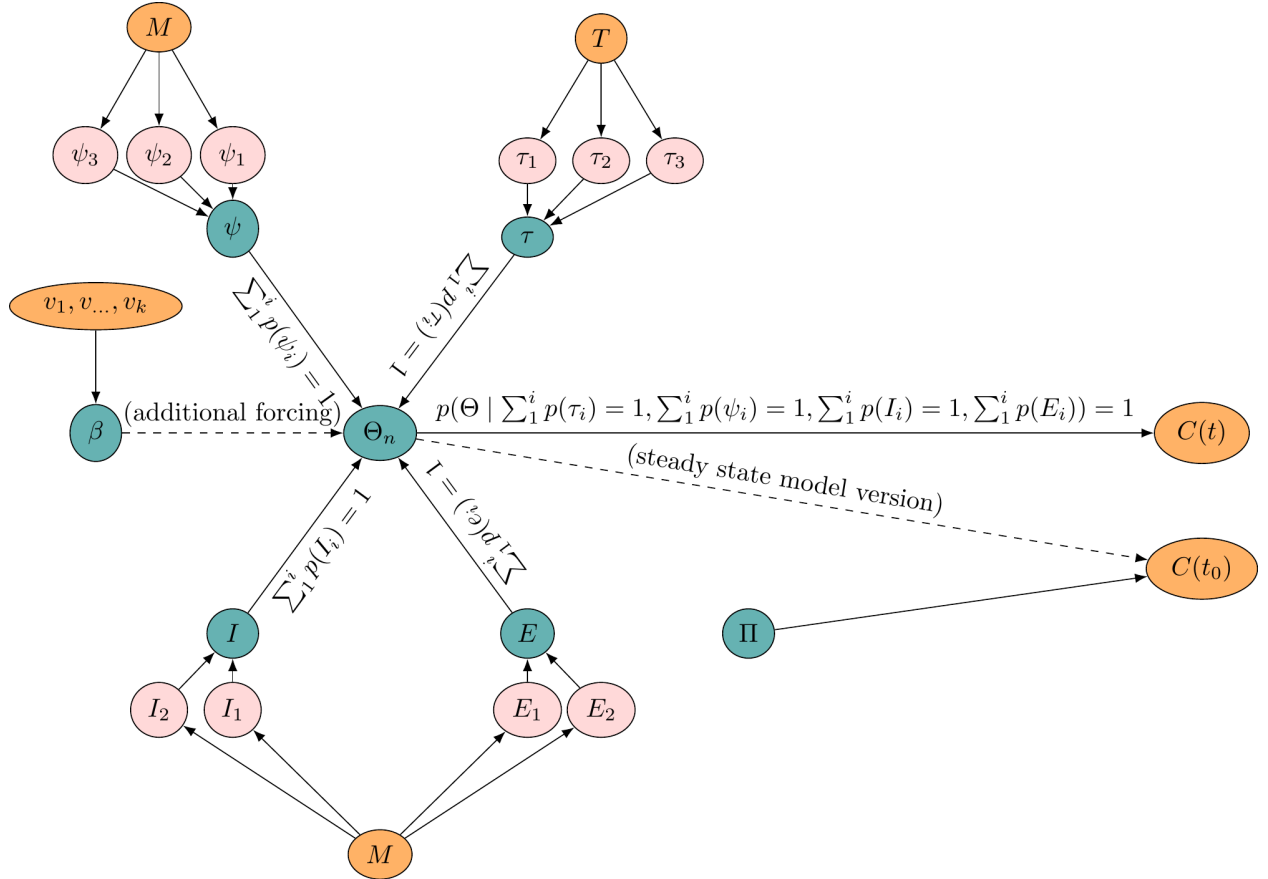 M
T
ψ₃ ψ₂ ψ₁
τ₁ τ₂ τ₃
ψ
τ
∑₁ⁱ p(ψᵢ) = 1
∑₁ⁱ p(τᵢ) = 1
v₁, v..., vₖ
β
(additional forcing)
Θₙ
p(Θ | ∑₁ⁱ p(τᵢ) = 1, ∑₁ⁱ p(ψᵢ) = 1, ∑₁ⁱ p(Iᵢ) = 1, ∑₁ⁱ p(Eᵢ)) = 1
C(t)
(steady state model version)
C(t₀)
∑₁ⁱ p(Iᵢ) = 1
∑₁ⁱ p(eᵢ) = 1
I
E
Π
I₂ I₁
E₁ E₂
M